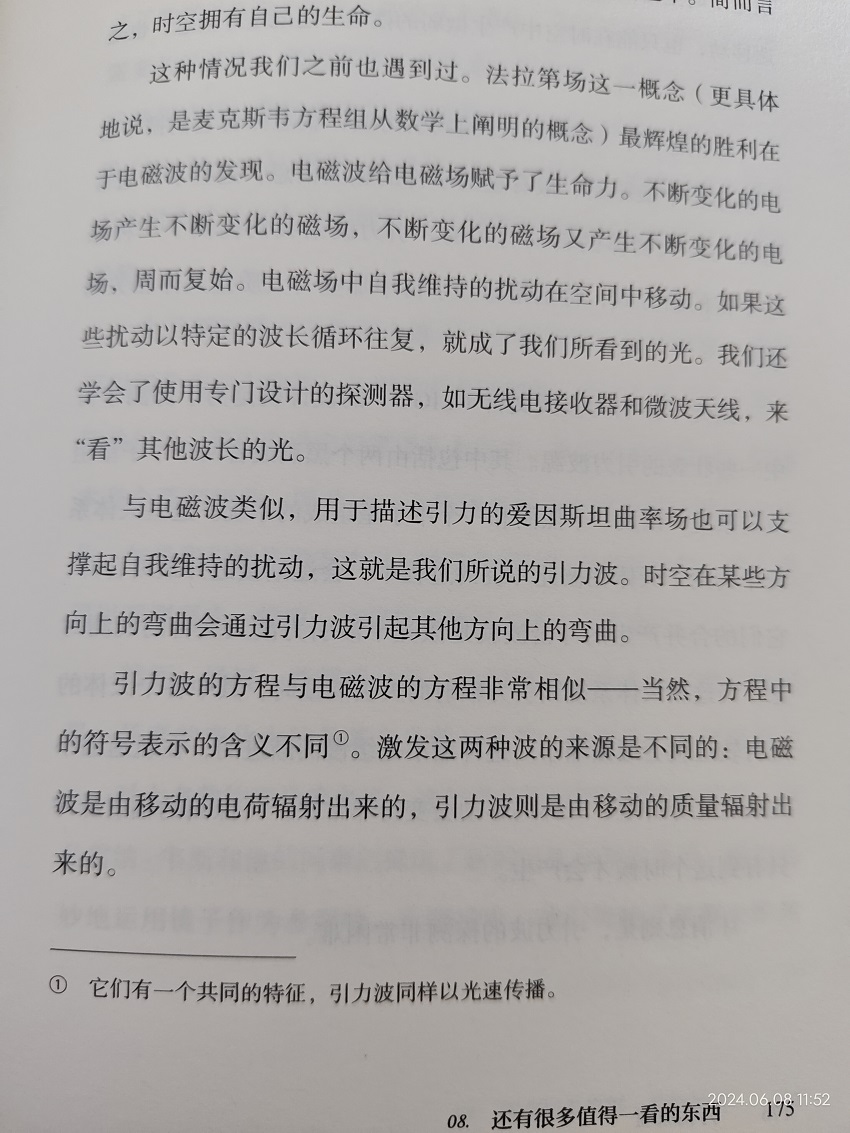 简而言
之，时空拥有自己的生命。
这种情况我们之前也遇到过。法拉第场这一概念（更具体
地说，是麦克斯韦方程组从数学上阐明的概念）最辉煌的胜利在
于电磁波的发现。电磁波给电磁场赋予了生命力。不断变化的电
场产生不断变化的磁场，不断变化的磁场又产生不断变化的电
场，周而复始。电磁场中自我维持的扰动在空间中移动。如果这
些扰动以特定的波长循环往复，就成了我们所看到的光。我们还
学会了使用专门设计的探测器，如无线电接收器和微波天线，来
“看”其他波长的光。
与电磁波类似，用于描述引力的爱因斯坦曲率场也可以支
撑起自我维持的扰动，这就是我们所说的引力波。时空在某些方
向上的弯曲会通过引力波引起其他方向上的弯曲。
引力波的方程与电磁波的方程非常相似——当然，方程中
的符号表示的含义不同①。激发这两种波的来源是不同的：电磁
波是由移动的电荷辐射出来的，引力波则是由移动的质量辐射出
来的。
① 它们有一个共同的特征，引力波同样以光速传播。
2024.06.08 11:52
08. 还有很多值得一看的东西 175